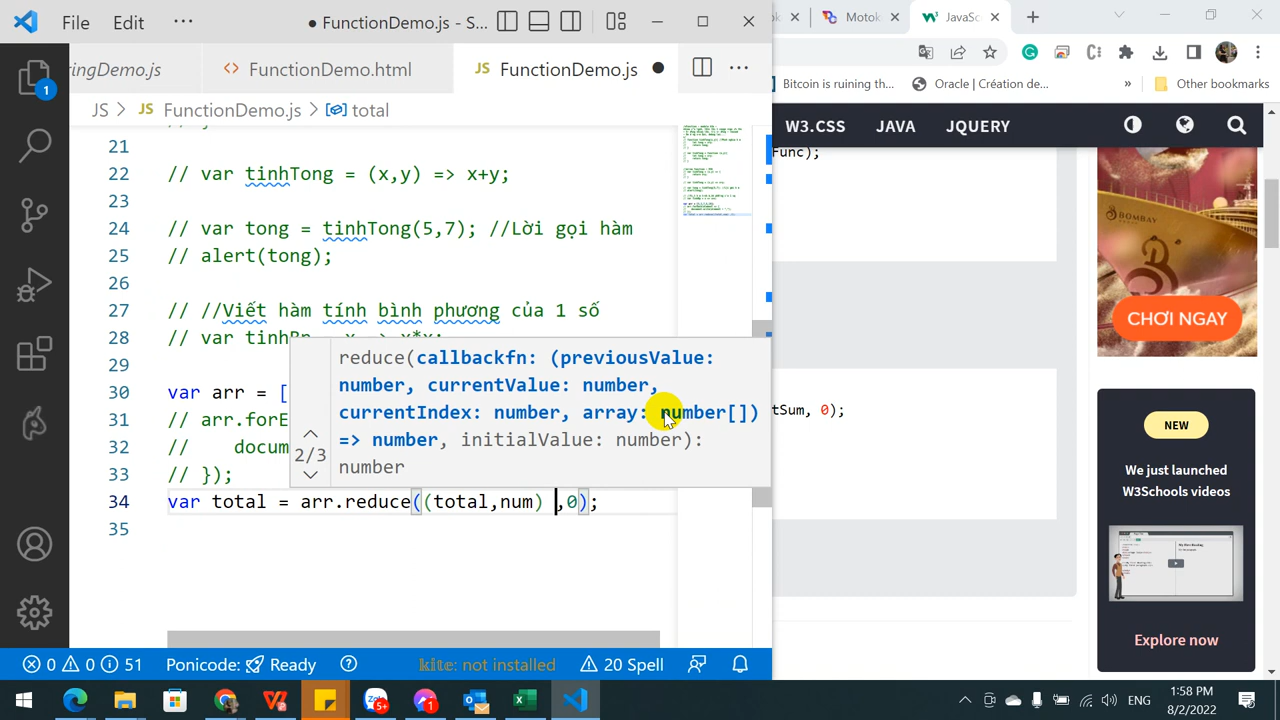 File Edit ··· ● FunctionDemo.js - S...
ringDemo.js <> FunctionDemo.html JS FunctionDemo.js ● ···
JS > JS FunctionDemo.js > total
1
21
22 // var tinhTong = (x,y) => x+y;
23
24 // var tong = tinhTong(5,7); //Lời gọi hàm
25 // alert(tong);
26
27 // //Viết hàm tính bình phương của 1 số
28 // var tinhBp = x => x*x;
29
30 var arr = [
31 // arr.forE
32 // docum
33 // });
34 var total = arr.reduce((total,num) ,0);
35
reduce(callbackfn: (previousValue:
number, currentValue: number,
currentIndex: number, array: number[])
=> number, initialValue: number):
2/3
number
0 0 51 Ponicode: Ready kite: not installed 20 Spell
Motok
JavaSc
Bitcoin is ruining th...
Oracle | Création de...
» Other bookmarks
W3.CSS JAVA JQUERY
Func);
BOMBAY
CHƠI NGAY
tSum, 0);
NEW
We just launched
W3Schools videos
Explore now
5+ 1 ENG 1:58 PM
8/2/2022